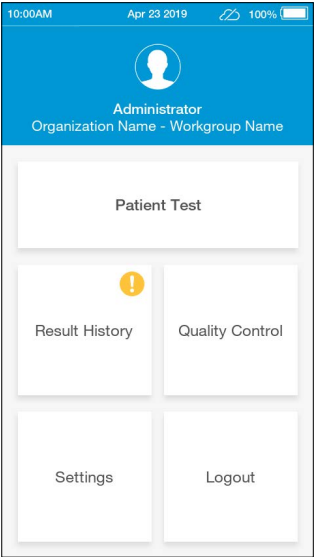 10:00AM Apr 23 2019 100%
Administrator
Organization Name - Workgroup Name
Patient Test
!
Result History Quality Control
Settings Logout